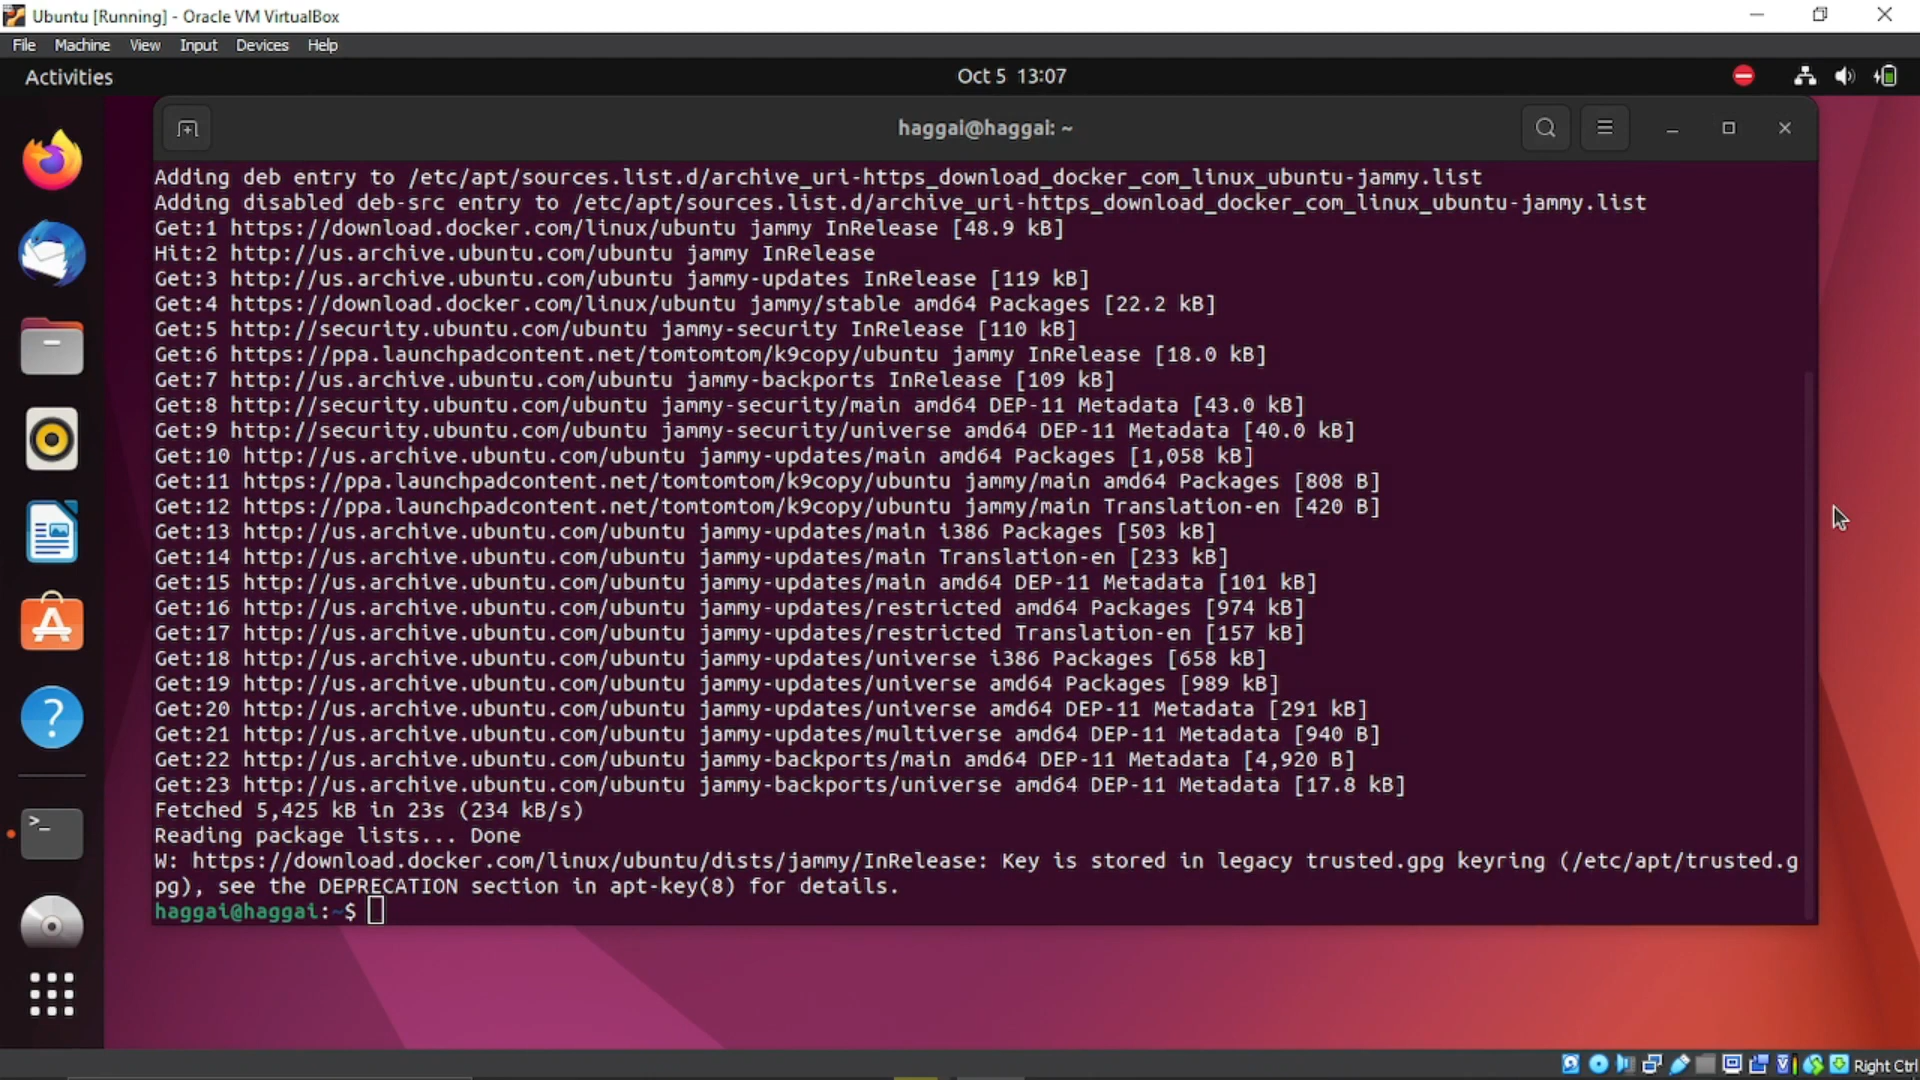 Ubuntu [Running] - Oracle VM VirtualBox
File Machine View Input Devices Help
Activities
Oct 5 13:07
haggai@haggai: ~
Adding deb entry to /etc/apt/sources.list.d/archive_uri-https_download_docker_com_linux_ubuntu-jammy.list
Adding disabled deb-src entry to /etc/apt/sources.list.d/archive_uri-https_download_docker_com_linux_ubuntu-jammy.list
Get:1 https://download.docker.com/linux/ubuntu jammy InRelease [48.9 kB]
Hit:2 http://us.archive.ubuntu.com/ubuntu jammy InRelease
Get:3 http://us.archive.ubuntu.com/ubuntu jammy-updates InRelease [119 kB]
Get:4 https://download.docker.com/linux/ubuntu jammy/stable amd64 Packages [22.2 kB]
Get:5 http://security.ubuntu.com/ubuntu jammy-security InRelease [110 kB]
Get:6 https://ppa.launchpadcontent.net/tomtomtom/k9copy/ubuntu jammy InRelease [18.0 kB]
Get:7 http://us.archive.ubuntu.com/ubuntu jammy-backports InRelease [109 kB]
Get:8 http://security.ubuntu.com/ubuntu jammy-security/main amd64 DEP-11 Metadata [43.0 kB]
Get:9 http://security.ubuntu.com/ubuntu jammy-security/universe amd64 DEP-11 Metadata [40.0 kB]
Get:10 http://us.archive.ubuntu.com/ubuntu jammy-updates/main amd64 Packages [1,058 kB]
Get:11 https://ppa.launchpadcontent.net/tomtomtom/k9copy/ubuntu jammy/main amd64 Packages [808 B]
Get:12 https://ppa.launchpadcontent.net/tomtomtom/k9copy/ubuntu jammy/main Translation-en [420 B]
Get:13 http://us.archive.ubuntu.com/ubuntu jammy-updates/main i386 Packages [503 kB]
Get:14 http://us.archive.ubuntu.com/ubuntu jammy-updates/main Translation-en [233 kB]
Get:15 http://us.archive.ubuntu.com/ubuntu jammy-updates/main amd64 DEP-11 Metadata [101 kB]
Get:16 http://us.archive.ubuntu.com/ubuntu jammy-updates/restricted amd64 Packages [974 kB]
Get:17 http://us.archive.ubuntu.com/ubuntu jammy-updates/restricted Translation-en [157 kB]
Get:18 http://us.archive.ubuntu.com/ubuntu jammy-updates/universe i386 Packages [658 kB]
Get:19 http://us.archive.ubuntu.com/ubuntu jammy-updates/universe amd64 Packages [989 kB]
Get:20 http://us.archive.ubuntu.com/ubuntu jammy-updates/universe amd64 DEP-11 Metadata [291 kB]
Get:21 http://us.archive.ubuntu.com/ubuntu jammy-updates/multiverse amd64 DEP-11 Metadata [940 B]
Get:22 http://us.archive.ubuntu.com/ubuntu jammy-backports/main amd64 DEP-11 Metadata [4,920 B]
Get:23 http://us.archive.ubuntu.com/ubuntu jammy-backports/universe amd64 DEP-11 Metadata [17.8 kB]
Fetched 5,425 kB in 23s (234 kB/s)
Reading package lists... Done
W: https://download.docker.com/linux/ubuntu/dists/jammy/InRelease: Key is stored in legacy trusted.gpg keyring (/etc/apt/trusted.g
pg), see the DEPRECATION section in apt-key(8) for details.
haggai@haggai:~$
Right Ctrl